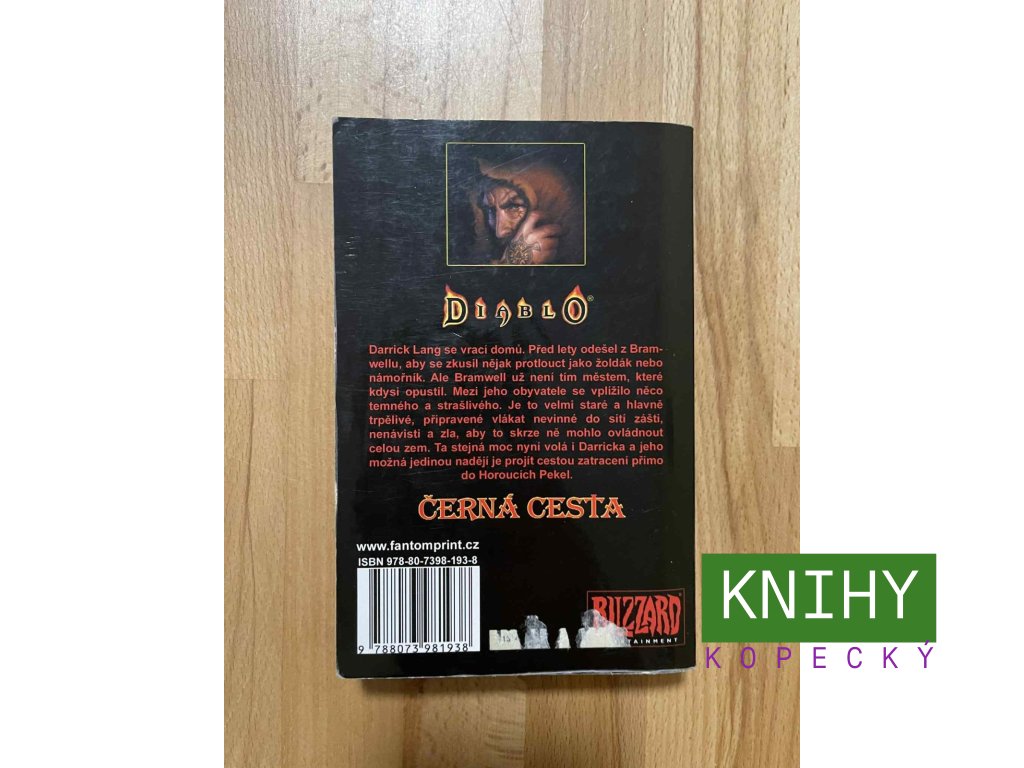 DIABLO®
Darrick Lang se vrací domů. Před lety odešel z Bram-
wellu, aby se zkusil nějak protlouct jako žoldák nebo
námořník. Ale Bramwell už není tím městem, které
kdysi opustil. Mezi jeho obyvatele se vplížilo něco
temného a strašlivého. Je to velmi staré a hlavně
trpělivé, připravené vlákat nevinné do sítí zášti,
nenávisti a zla, aby to skrze ně mohlo ovládnout
celou zem. Ta stejná moc nyní volá i Darricka a jeho
možná jedinou nadějí je projít cestou zatracení přímo
do Horoucích Pekel.
ČERNÁ CESTA
www.fantomprint.cz
ISBN 978-80-7398-193-8
9 788073 981938
KNIHY
KOPECKÝ